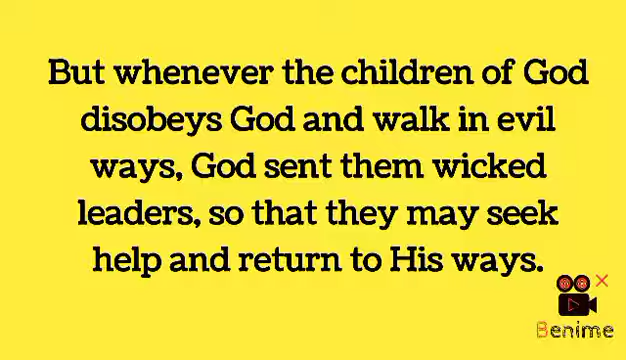 But whenever the children of God
disobeys God and walk in evil
ways, God sent them wicked
leaders, so that they may seek
help and return to His ways.
Benime